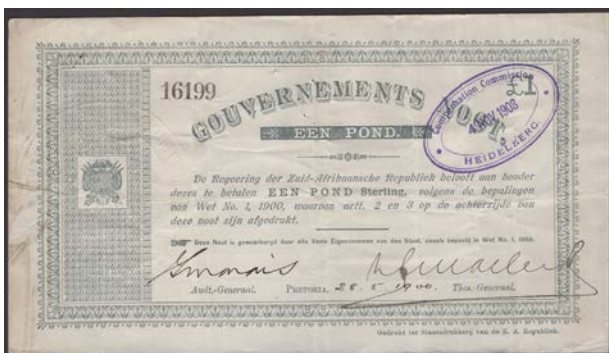 16199
£1
GOUVERNEMENTS NOOT.
EEN POND.
Compensation Commissie
4 NOV 1903
HEIDELBERG.
De Regeering der Zuid-Afrikaansche Republiek belooft aan houder
dezes te betalen EEN POND Sterling, volgens de bepalingen
van Wet No. 1, 1900, waarvan artt. 2 en 3 op de achterzijde van
deze noot zijn afgedrukt.
Deze Noot is gewaarborgd door alle Vaste Eigendommen van den Staat, zooals bepaald in Wet No. 1, 1900.
Audt.-Generaal. PRETORIA, 28. 5 1900. Thes.-Generaal.
Gedrukt ter Staatsdrukkerij van de Z. A. Republiek.